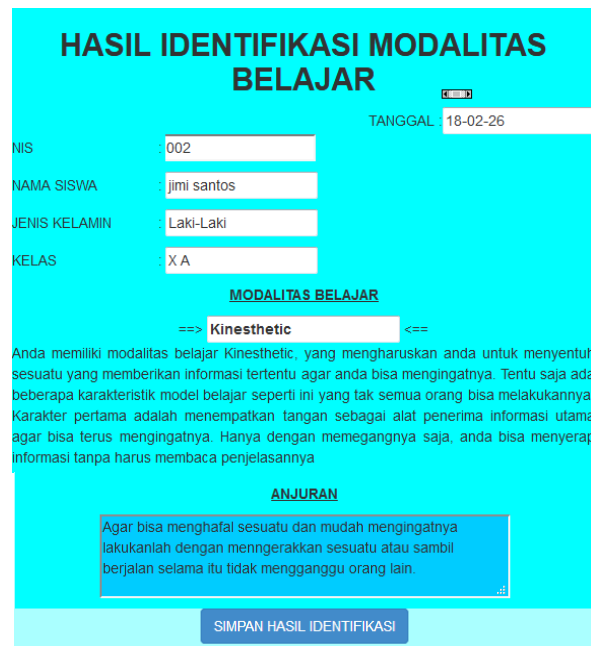 HASIL IDENTIFIKASI MODALITAS
BELAJAR
TANGGAL : 18-02-26
NIS : 002
NAMA SISWA : jimi santos
JENIS KELAMIN : Laki-Laki
KELAS : X A
MODALITAS BELAJAR
==> Kinesthetic <==
Anda memiliki modalitas belajar Kinesthetic, yang mengharuskan anda untuk menyentuh
sesuatu yang memberikan informasi tertentu agar anda bisa mengingatnya. Tentu saja ada
beberapa karakteristik model belajar seperti ini yang tak semua orang bisa melakukannya.
Karakter pertama adalah menempatkan tangan sebagai alat penerima informasi utama
agar bisa terus mengingatnya. Hanya dengan memegangnya saja, anda bisa menyerap
informasi tanpa harus membaca penjelasannya
ANJURAN
Agar bisa menghafal sesuatu dan mudah mengingatnya
lakukanlah dengan menngerakkan sesuatu atau sambil
berjalan selama itu tidak mengganggu orang lain.
SIMPAN HASIL IDENTIFIKASI